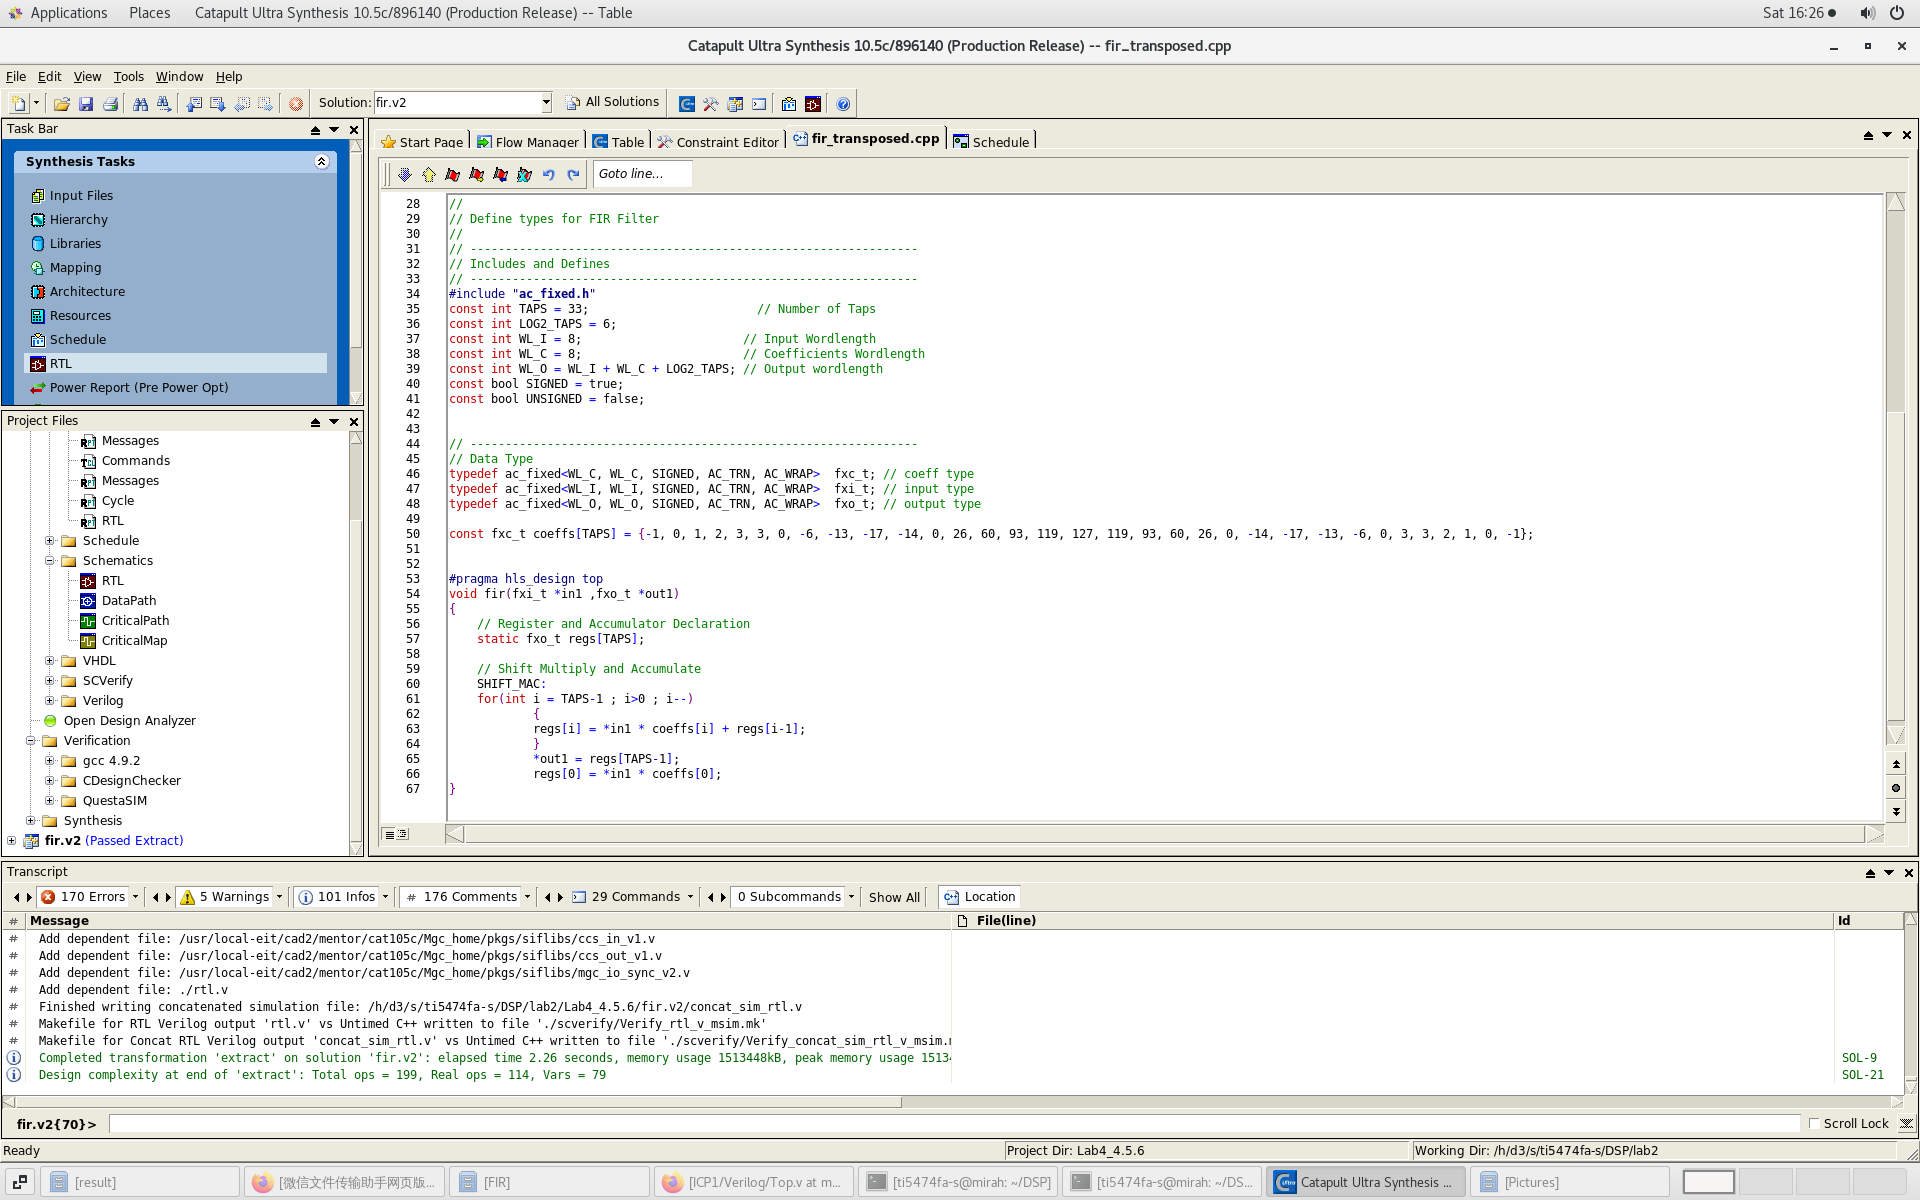 Applications Places Catapult Ultra Synthesis 10.5c/896140 (Production Release) -- Table Sat 16:26
Catapult Ultra Synthesis 10.5c/896140 (Production Release) -- fir_transposed.cpp
File Edit View Tools Window Help
Solution: fir.v2 All Solutions
Task Bar
Synthesis Tasks
Input Files
Hierarchy
Libraries
Mapping
Architecture
Resources
Schedule
RTL
Power Report (Pre Power Opt)
Project Files
Messages
Commands
Messages
Cycle
RTL
Schedule
Schematics
RTL
DataPath
CriticalPath
CriticalMap
VHDL
SCVerify
Verilog
Open Design Analyzer
Verification
gcc 4.9.2
CDesignChecker
QuestaSIM
Synthesis
fir.v2 (Passed Extract)
Start Page Flow Manager Table Constraint Editor fir_transposed.cpp Schedule
Goto line...
28 //
29 // Define types for FIR Filter
30 //
31 // ----------------------------------------------------------------
32 // Includes and Defines
33 // ----------------------------------------------------------------
34 #include "ac_fixed.h"
35 const int TAPS = 33; // Number of Taps
36 const int LOG2_TAPS = 6;
37 const int WL_I = 8; // Input Wordlength
38 const int WL_C = 8; // Coefficients Wordlength
39 const int WL_O = WL_I + WL_C + LOG2_TAPS; // Output wordlength
40 const bool SIGNED = true;
41 const bool UNSIGNED = false;
42
43
44 // ----------------------------------------------------------------
45 // Data Type
46 typedef ac_fixed<WL_C, WL_C, SIGNED, AC_TRN, AC_WRAP> fxc_t; // coeff type
47 typedef ac_fixed<WL_I, WL_I, SIGNED, AC_TRN, AC_WRAP> fxi_t; // input type
48 typedef ac_fixed<WL_O, WL_O, SIGNED, AC_TRN, AC_WRAP> fxo_t; // output type
49
50 const fxc_t coeffs[TAPS] = {-1, 0, 1, 2, 3, 3, 0, -6, -13, -17, -14, 0, 26, 60, 93, 119, 127, 119, 93, 60, 26, 0, -14, -17, -13, -6, 0, 3, 3, 2, 1, 0, -1};
51
52
53 #pragma hls_design top
54 void fir(fxi_t *in1 ,fxo_t *out1)
55 {
56 // Register and Accumulator Declaration
57 static fxo_t regs[TAPS];
58
59 // Shift Multiply and Accumulate
60 SHIFT_MAC:
61 for(int i = TAPS-1 ; i>0 ; i--)
62 {
63 regs[i] = *in1 * coeffs[i] + regs[i-1];
64 }
65 *out1 = regs[TAPS-1];
66 regs[0] = *in1 * coeffs[0];
67 }
Transcript
170 Errors 5 Warnings 101 Infos # 176 Comments 29 Commands 0 Subcommands Show All Location
# Message File(line) Id
# Add dependent file: /usr/local-eit/cad2/mentor/cat105c/Mgc_home/pkgs/siflibs/ccs_in_v1.v
# Add dependent file: /usr/local-eit/cad2/mentor/cat105c/Mgc_home/pkgs/siflibs/ccs_out_v1.v
# Add dependent file: /usr/local-eit/cad2/mentor/cat105c/Mgc_home/pkgs/siflibs/mgc_io_sync_v2.v
# Add dependent file: ./rtl.v
# Finished writing concatenated simulation file: /h/d3/s/ti5474fa-s/DSP/lab2/Lab4_4.5.6/fir.v2/concat_sim_rtl.v
# Makefile for RTL Verilog output 'rtl.v' vs Untimed C++ written to file './scverify/Verify_rtl_v_msim.mk'
# Makefile for Concat RTL Verilog output 'concat_sim_rtl.v' vs Untimed C++ written to file './scverify/Verify_concat_sim_rtl_v_msim.
Completed transformation 'extract' on solution 'fir.v2': elapsed time 2.26 seconds, memory usage 1513448kB, peak memory usage 1513 SOL-9
Design complexity at end of 'extract': Total ops = 199, Real ops = 114, Vars = 79 SOL-21
fir.v2{70}> Scroll Lock
Ready Project Dir: Lab4_4.5.6 Working Dir: /h/d3/s/ti5474fa-s/DSP/lab2
[result] [微信文件传输助手网页版... [FIR] [ICP1/Verilog/Top.v at m... [ti5474fa-s@mirah: ~/DSP] [ti5474fa-s@mirah: ~/DS... Catapult Ultra Synthesis ... [Pictures]